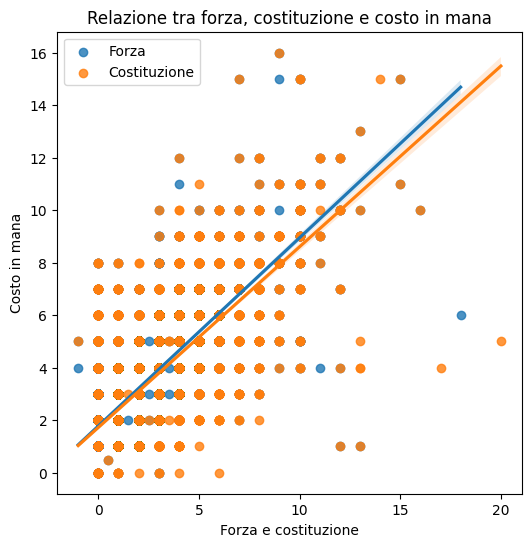 Relazione tra forza, costituzione e costo in mana
Forza
Costituzione
16
14
12
10
8
6
4
2
0
Costo in mana
0 5 10 15 20
Forza e costituzione